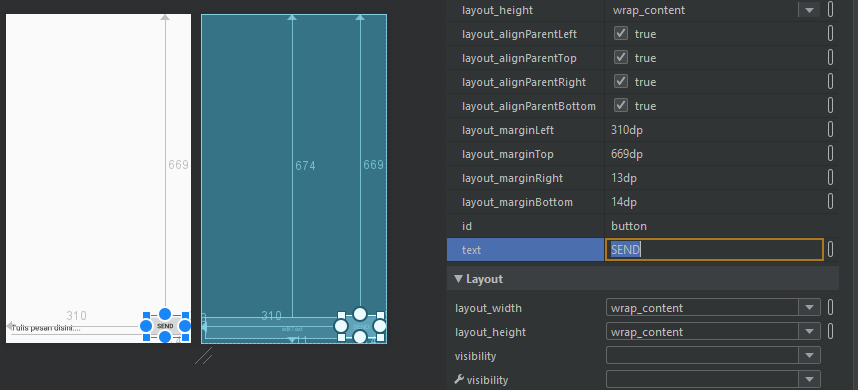 layout_height wrap_content
layout_alignParentLeft true
layout_alignParentTop true
layout_alignParentRight true
layout_alignParentBottom true
layout_marginLeft 310dp
layout_marginTop 669dp
layout_marginRight 13dp
layout_marginBottom 14dp
id button
text SEND
Layout
layout_width wrap_content
layout_height wrap_content
visibility
visibility
669
310
Tulis pesan disini....
SEND
674
669
310
editText